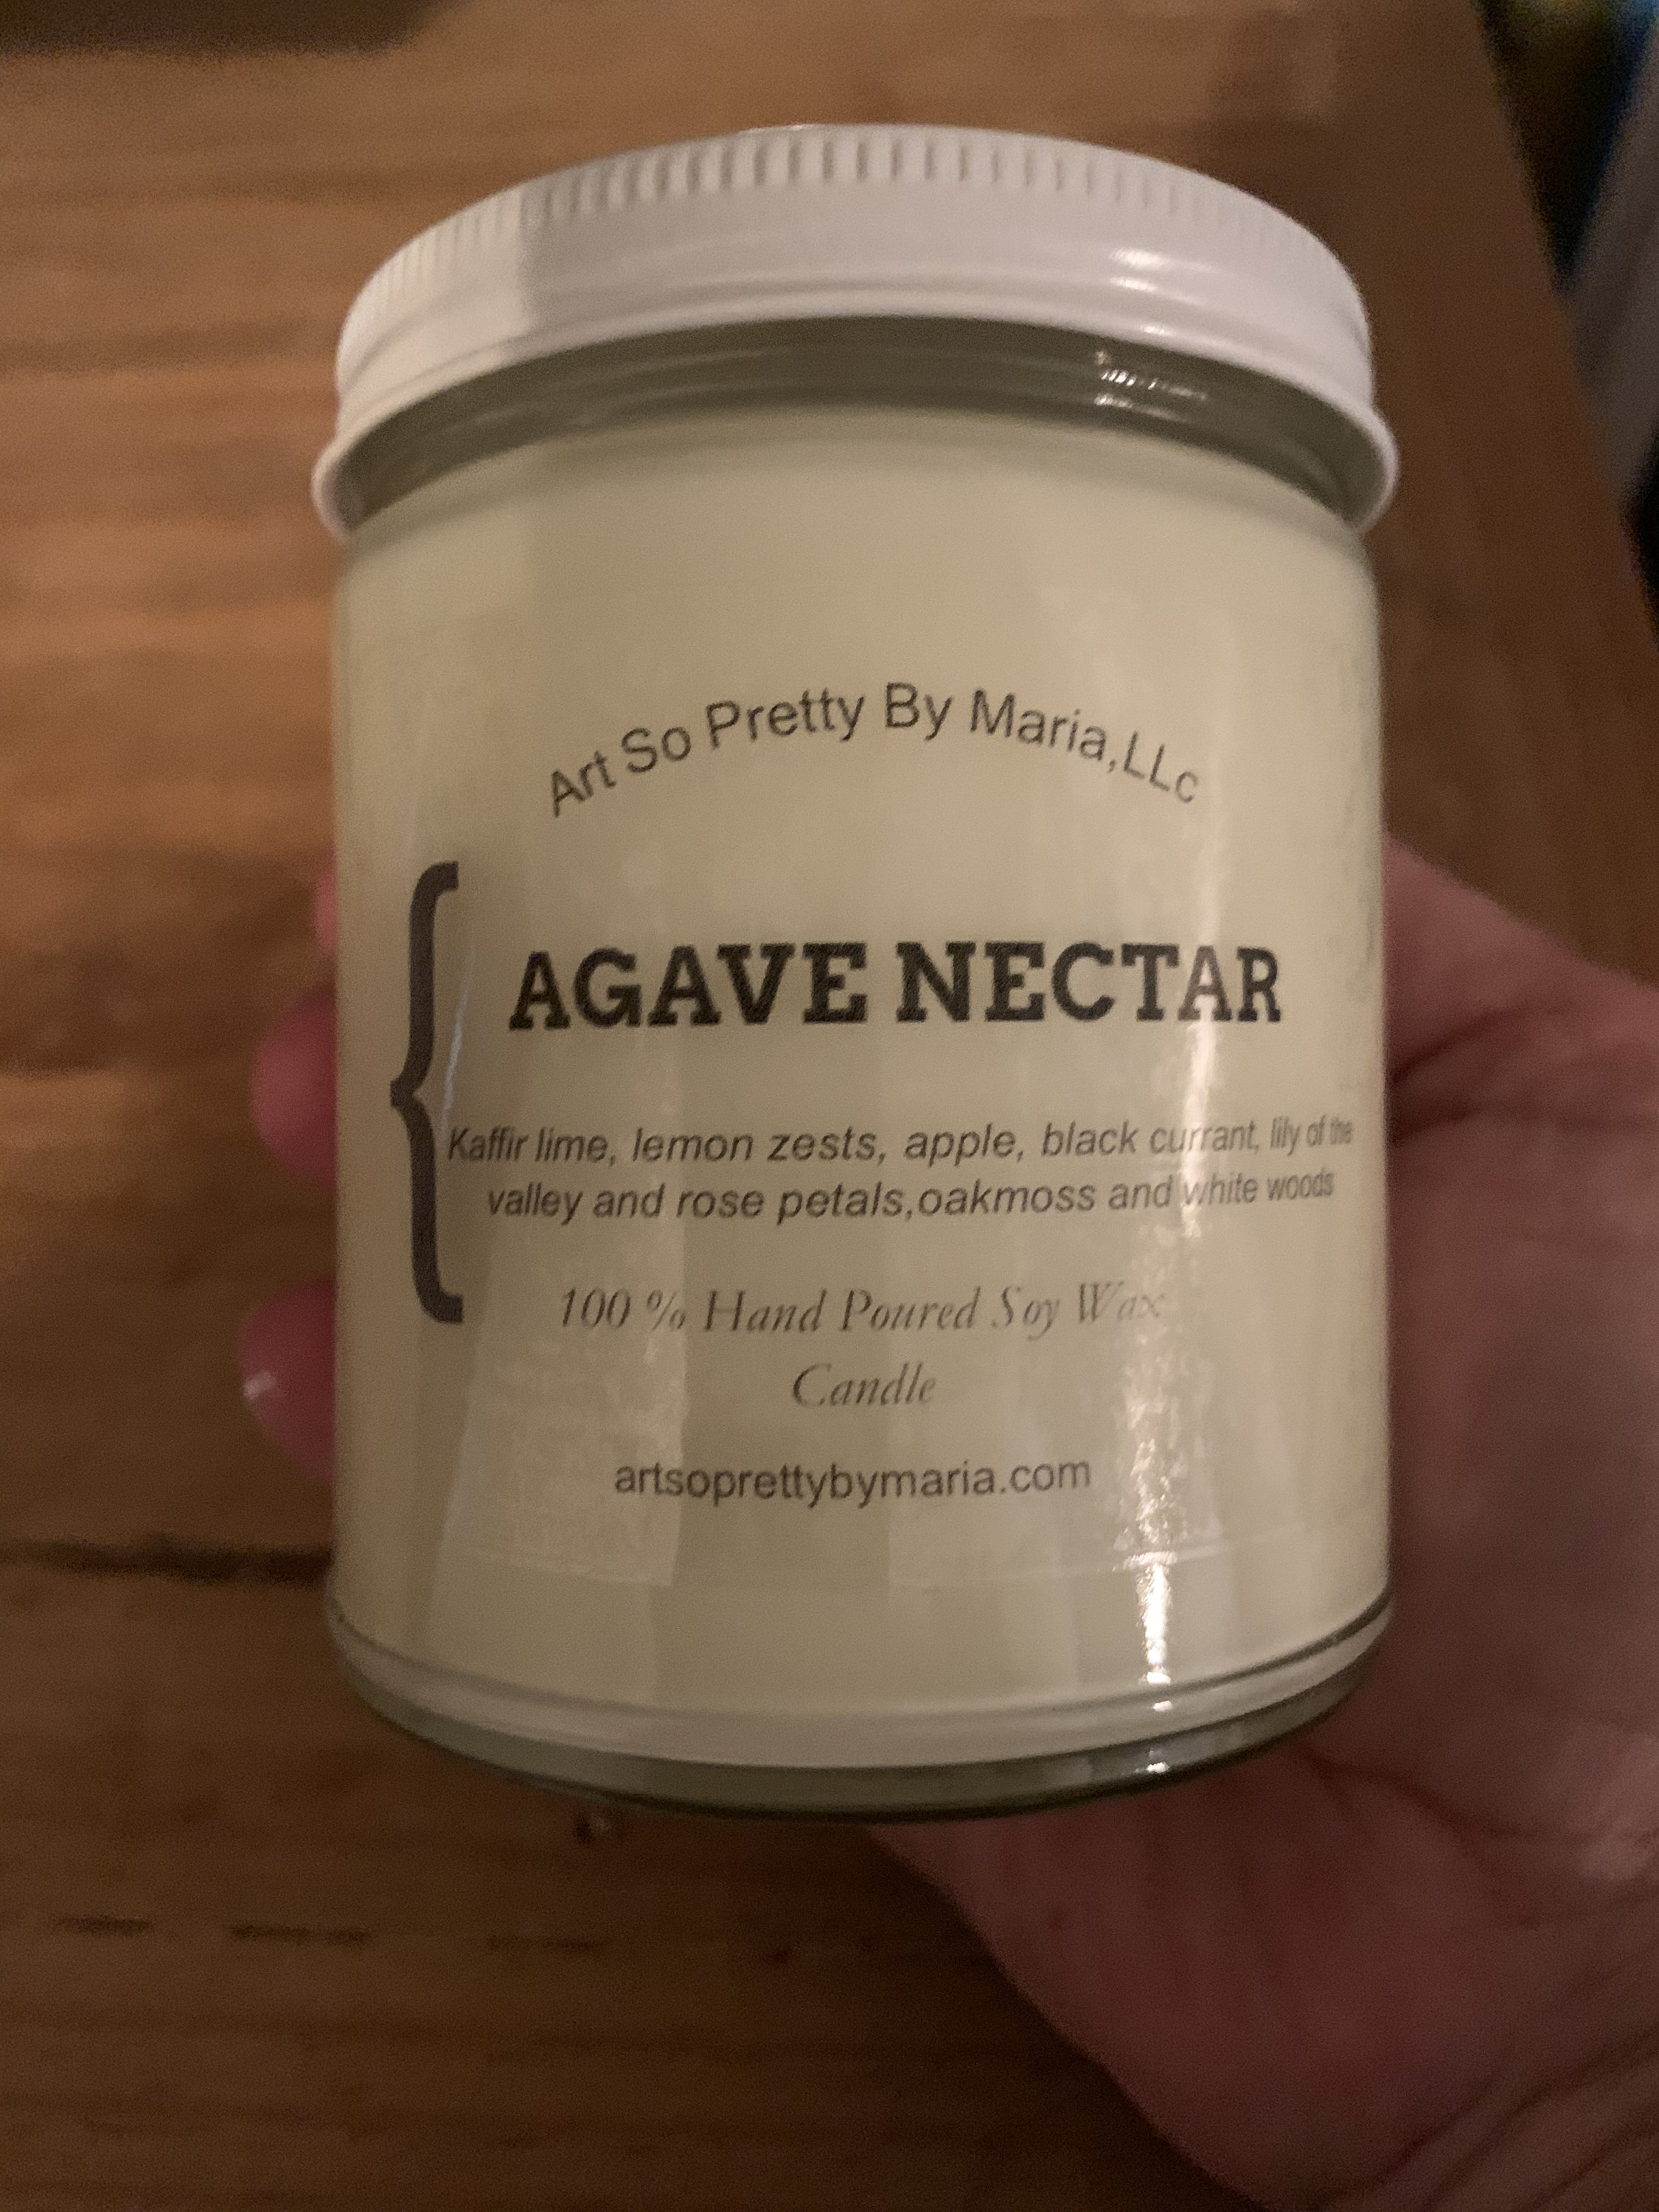 Art So Pretty By Maria,LLc
AGAVE NECTAR
Kaffir lime, lemon zests, apple, black currant, lily of the
valley and rose petals,oakmoss and white woods
100 % Hand Poured Soy Wax
Candle
artsoprettybymaria.com